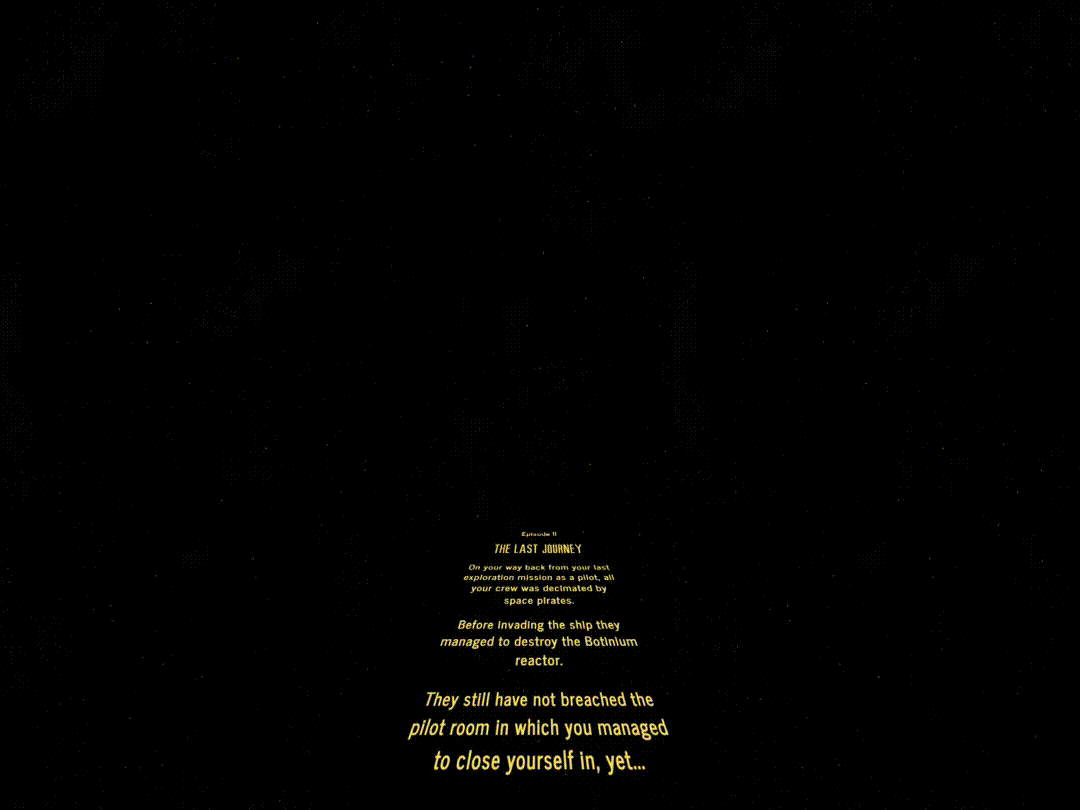 Episode 11
THE LAST JOURNEY
On your way back from your last
exploration mission as a pilot, all
your crew was decimated by
space pirates.
Before invading the ship they
managed to destroy the Botinium
reactor.
They still have not breached the
pilot room in which you managed
to close yourself in, yet...